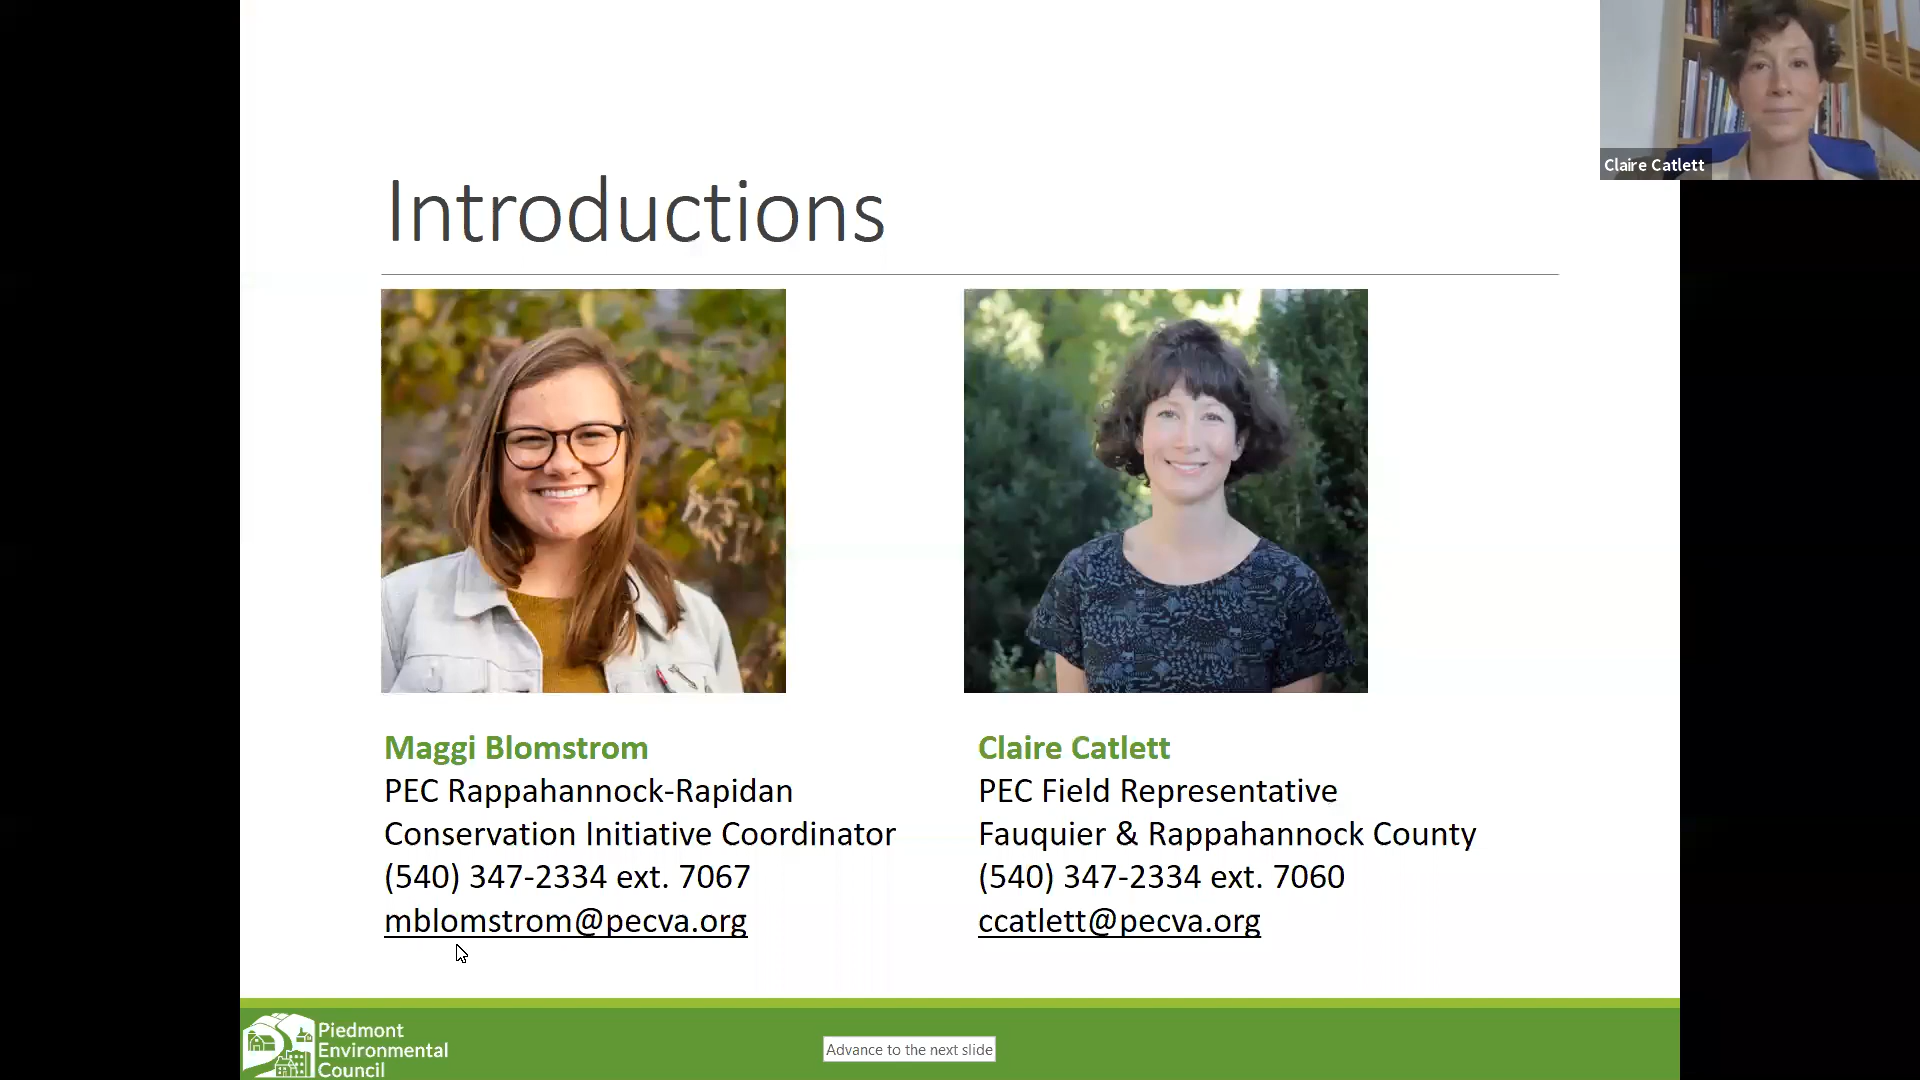 Claire Catlett
Introductions
Maggi Blomstrom
PEC Rappahannock-Rapidan
Conservation Initiative Coordinator
(540) 347-2334 ext. 7067
mblomstrom@pecva.org
Claire Catlett
PEC Field Representative
Fauquier & Rappahannock County
(540) 347-2334 ext. 7060
ccatlett@pecva.org
Piedmont
Environmental
Council
Advance to the next slide